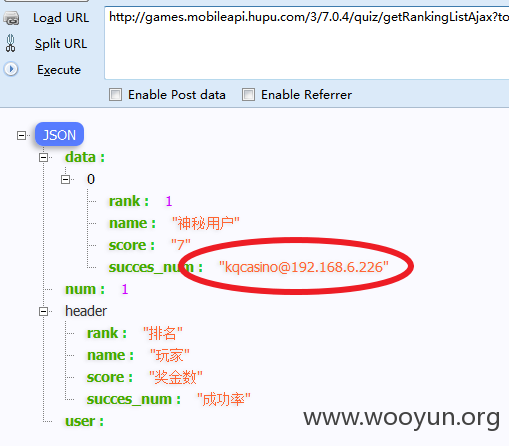 Load URL
http://games.mobileapi.hupu.com/3/7.0.4/quiz/getRankingListAjax?to
Split URL
Execute
Enable Post data Enable Referrer
JSON
data :
0
rank : 1
name : "神秘用户"
score : "7"
succes_num : "kqcasino@192.168.6.226"
num : 1
header
rank : "排名"
name : "玩家"
score : "奖金数"
succes_num : "成功率"
user :
www.wooyun.org